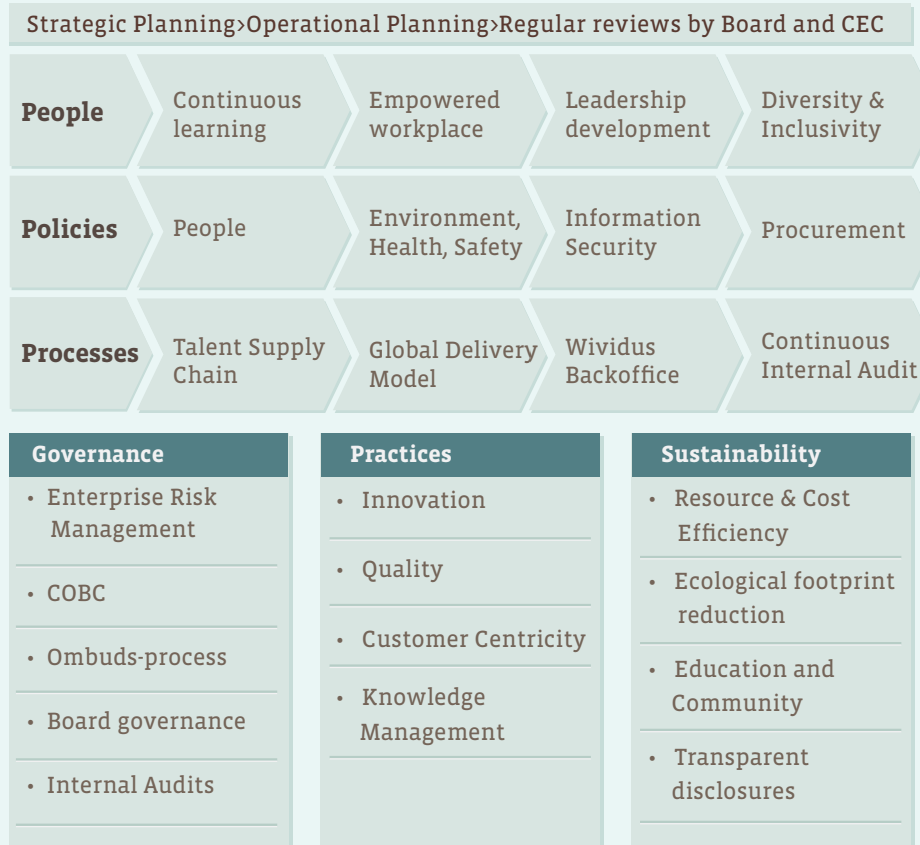 Strategic Planning>Operational Planning>Regular reviews by Board and CEC
People
Continuous
learning
Empowered
workplace
Leadership
development
Diversity &
Inclusivity
Policies
People
Environment,
Health, Safety
Information
Security
Procurement
Processes
Talent Supply
Chain
Global Delivery
Model
Wividus
Backoffice
Continuous
Internal Audit
Governance
• Enterprise Risk
Management
• COBC
• Ombuds-process
• Board governance
• Internal Audits
Practices
• Innovation
• Quality
• Customer Centricity
• Knowledge
Management
Sustainability
• Resource & Cost
Efficiency
• Ecological footprint
reduction
• Education and
Community
• Transparent
disclosures